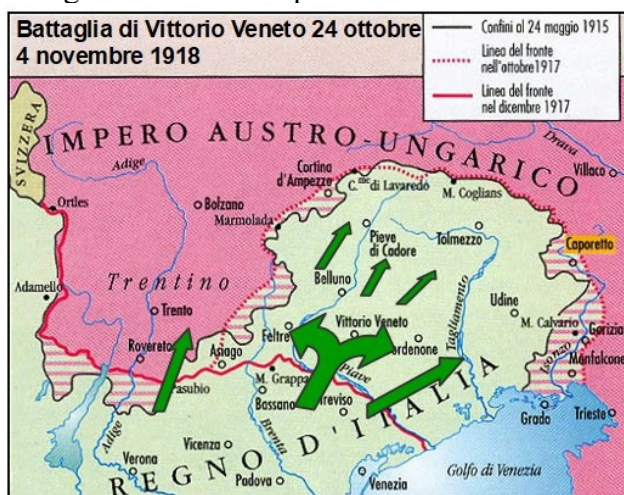 Battaglia di Vittorio Veneto 24 ottobre
4 novembre 1918
Confini al 24 maggio 1915
Linea del fronte
nell'ottobre 1917
Linea del fronte
nel dicembre 1917
SVIZZERA
IMPERO AUSTRO-UNGARICO
Adige
Drava
Villaco
Cortina
d'Ampezzo
C.me di Lavaredo
M. Coglians
Ortles
Bolzano
Marmolada
Pieve
di Cadore
Tolmezzo
Caporetto
Adamello
Trentino
Belluno
Tagliamento
Trento
Feltre
Vittorio Veneto
Udine
M. Calvario
Gorizia
Rovereto
Asiago
rdenone
Isonzo
Monfalcone
asubio
M. Grappa
Piave
Bassano
Treviso
Grado
Trieste
Adige
Vicenza
Brenta
REGNO D'ITALIA
Verona
Padova
Venezia
Golfo di Venezia